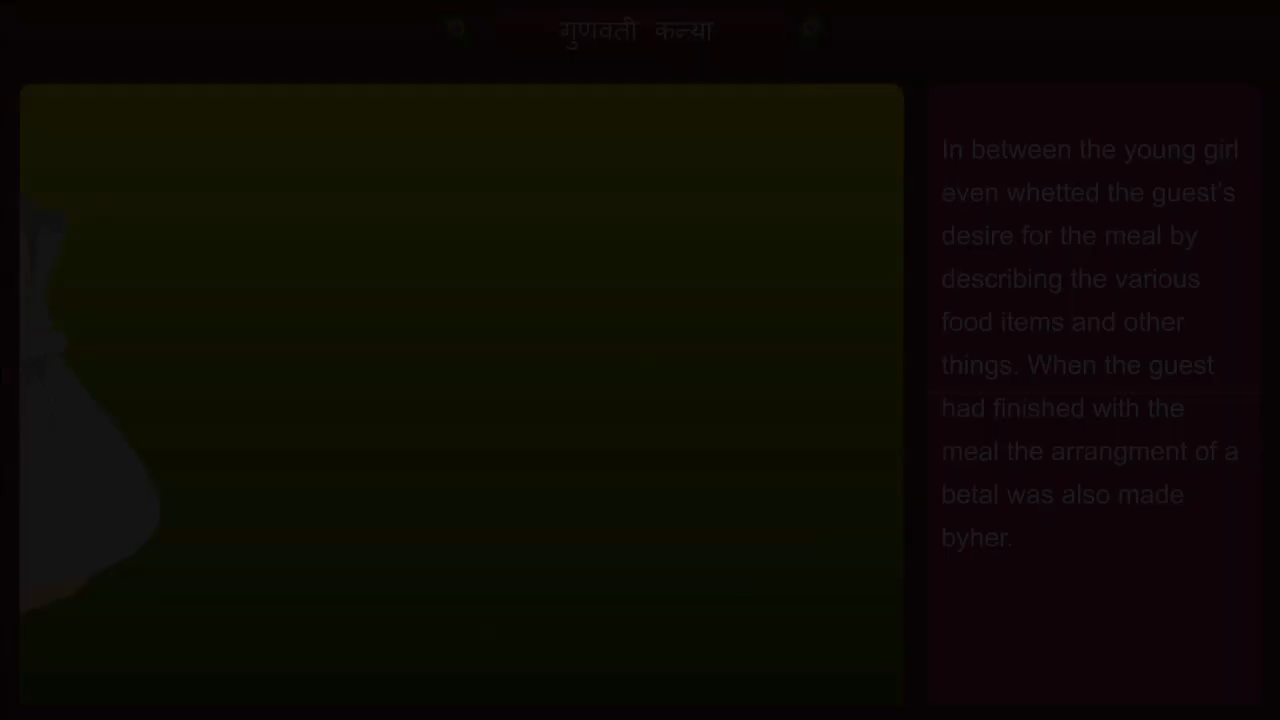 गुणवती कन्या
In between the young girl
even whetted the guest's
desire for the meal by
describing the various
food items and other
things. When the guest
had finished with the
meal the arrangment of a
betal was also made
byher.